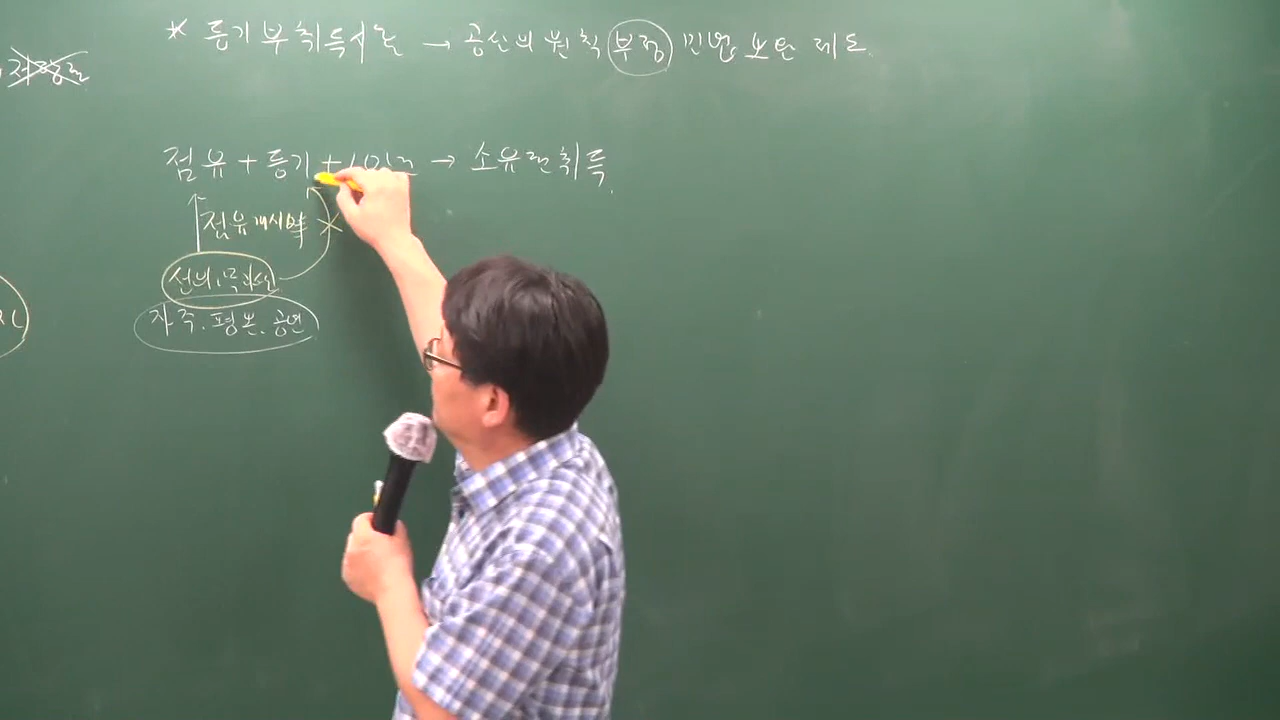 * 등기부취득시효 → 공신의 원칙 부정 민법 보완 제도.
점유 + 등기 + 10년 → 소유권취득.
점유개시때
선의, 무과실
자주. 평온. 공연